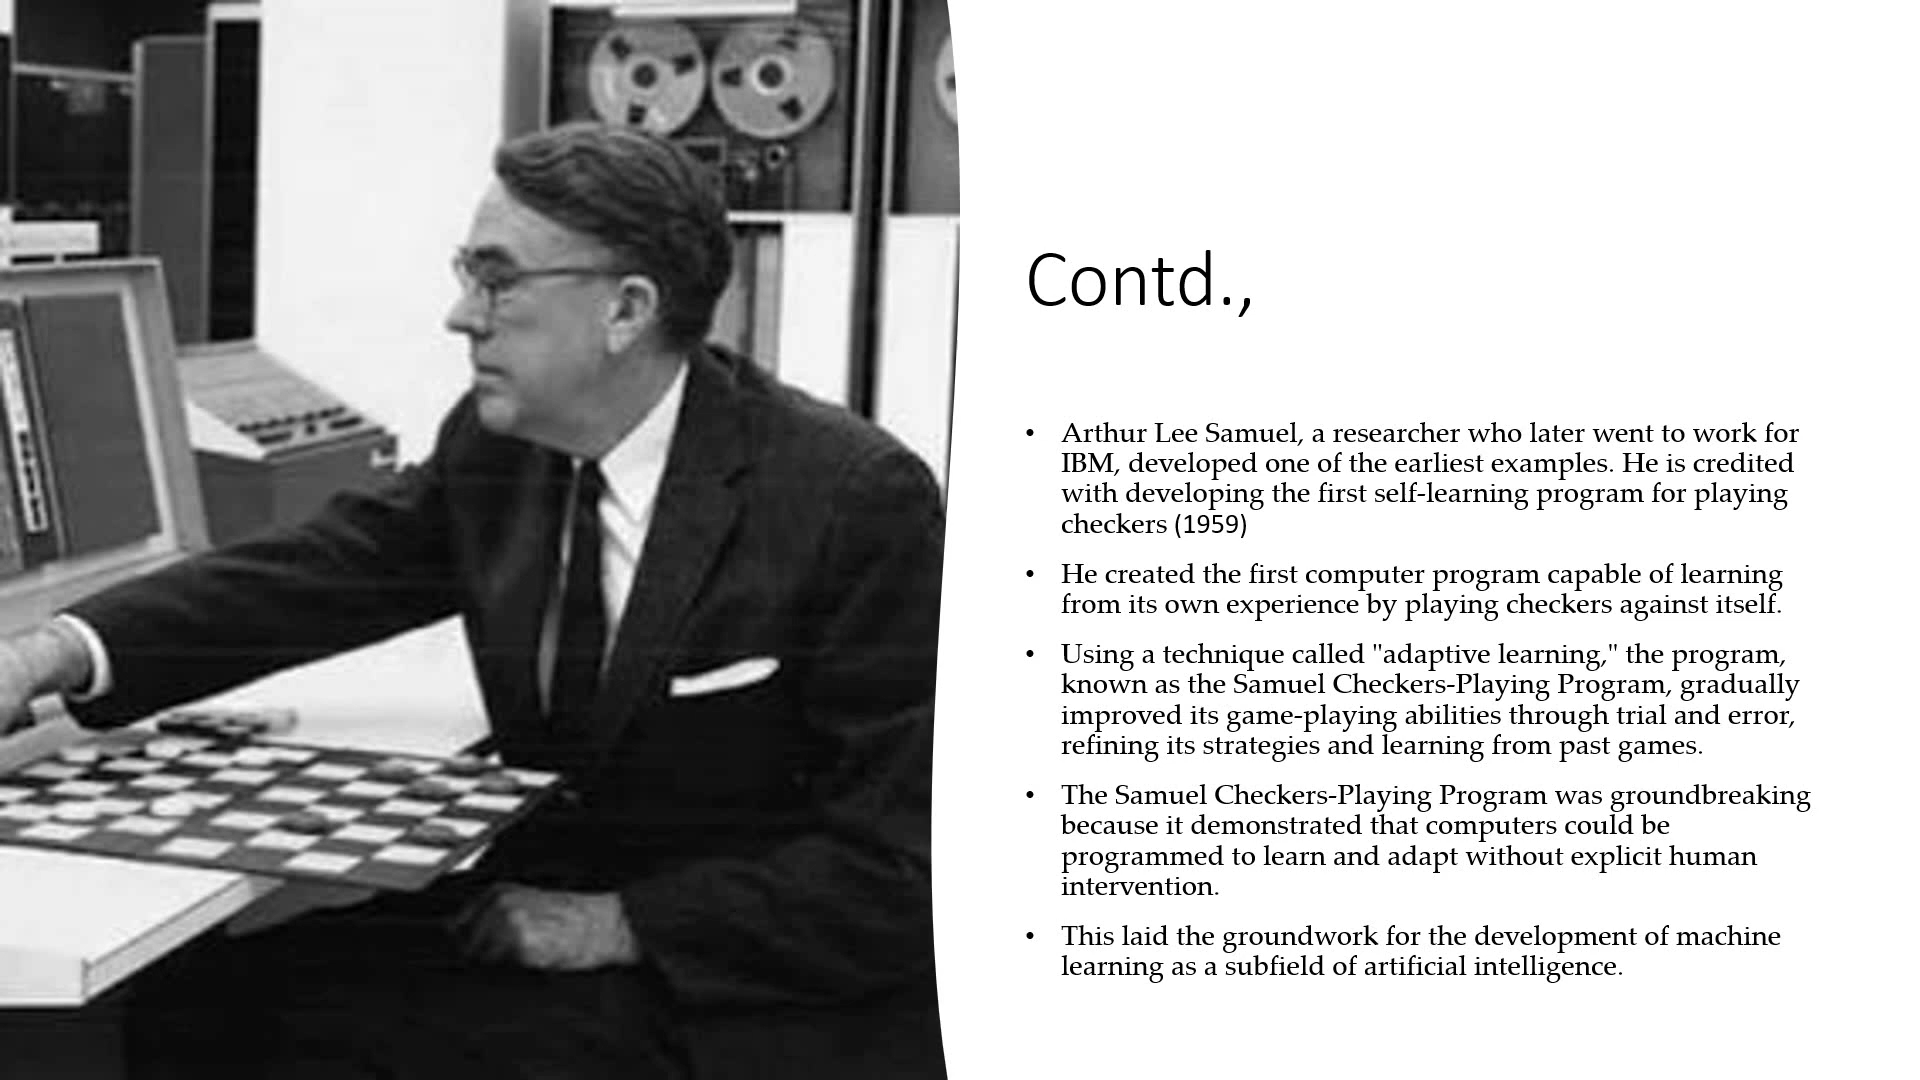 Contd.,
• Arthur Lee Samuel, a researcher who later went to work for
IBM, developed one of the earliest examples. He is credited
with developing the first self-learning program for playing
checkers (1959)
• He created the first computer program capable of learning
from its own experience by playing checkers against itself.
• Using a technique called "adaptive learning," the program,
known as the Samuel Checkers-Playing Program, gradually
improved its game-playing abilities through trial and error,
refining its strategies and learning from past games.
• The Samuel Checkers-Playing Program was groundbreaking
because it demonstrated that computers could be
programmed to learn and adapt without explicit human
intervention.
• This laid the groundwork for the development of machine
learning as a subfield of artificial intelligence.